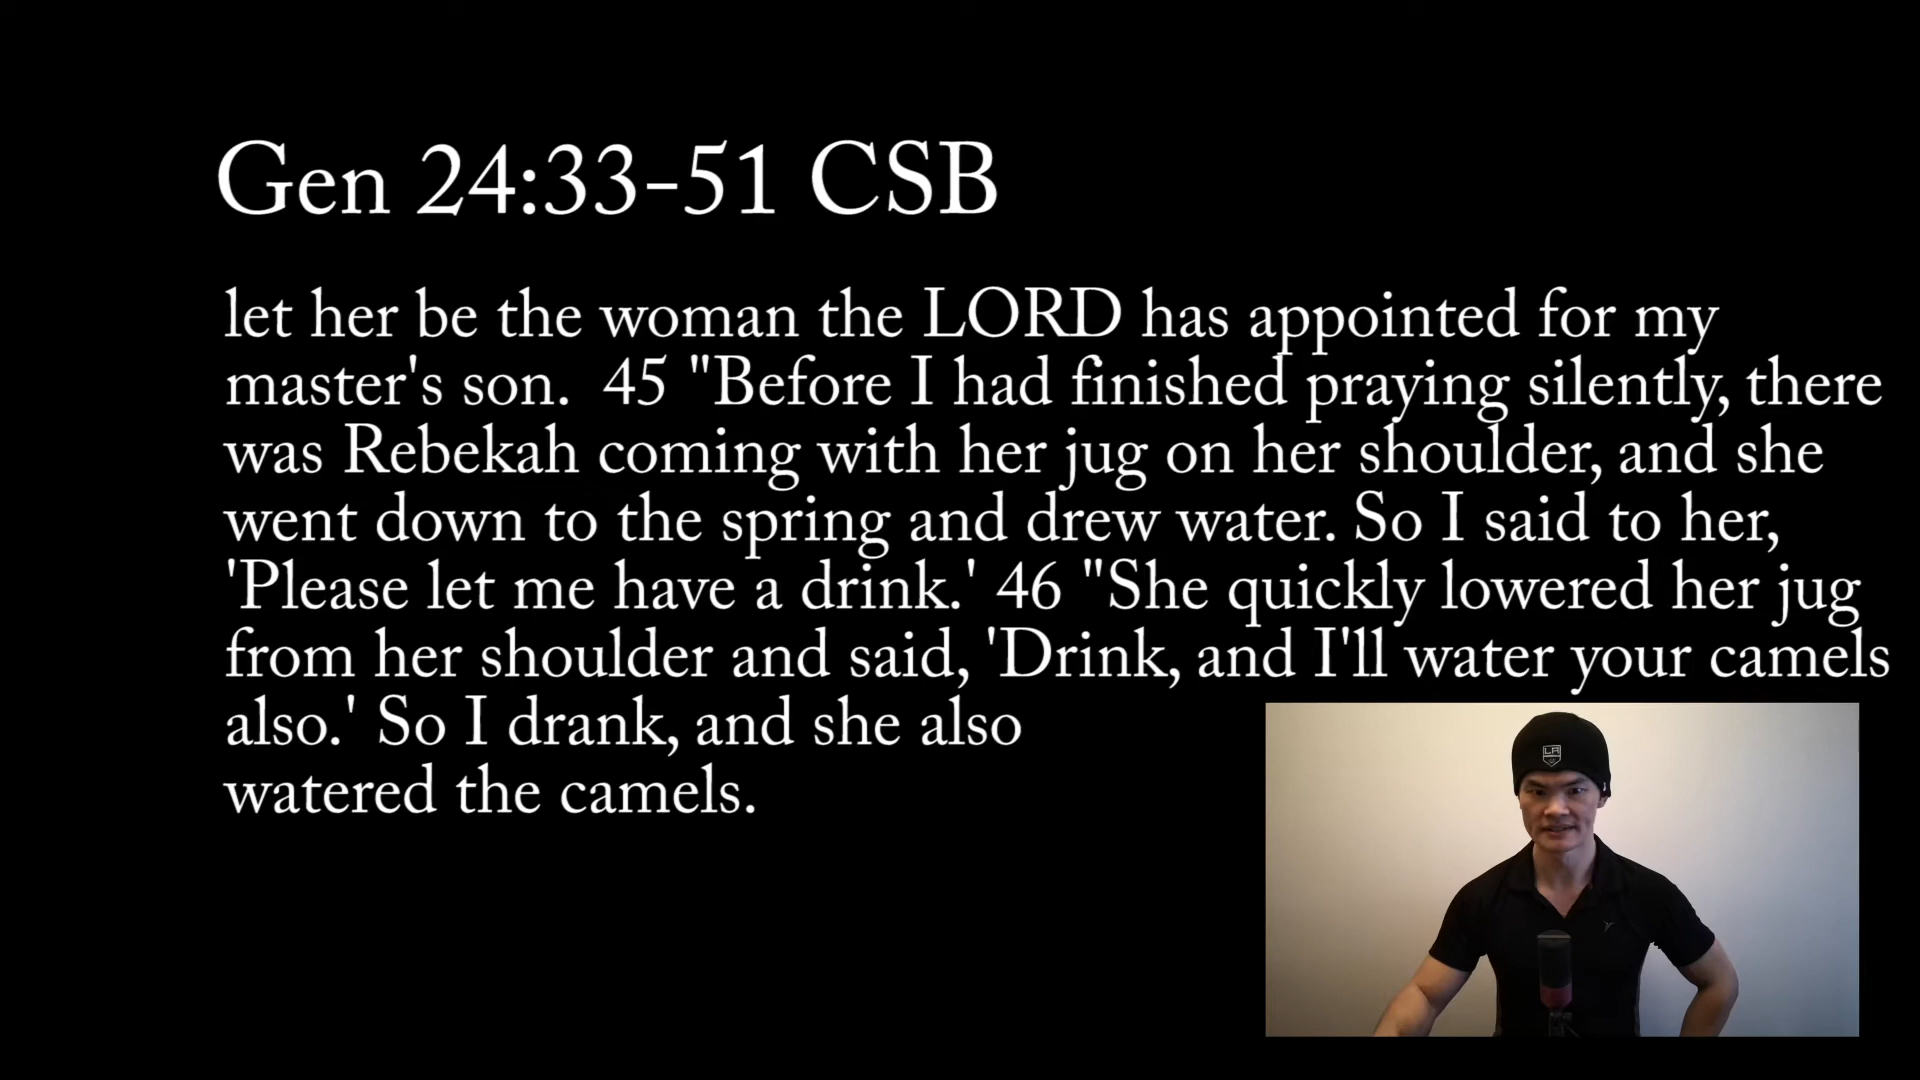 Gen 24:33-51 CSB
let her be the woman the LORD has appointed for my
master's son.  45 "Before I had finished praying silently, there
was Rebekah coming with her jug on her shoulder, and she
went down to the spring and drew water. So I said to her,
'Please let me have a drink.' 46 "She quickly lowered her jug
from her shoulder and said, 'Drink, and I'll water your camels
also.' So I drank, and she also
watered the camels.
LA